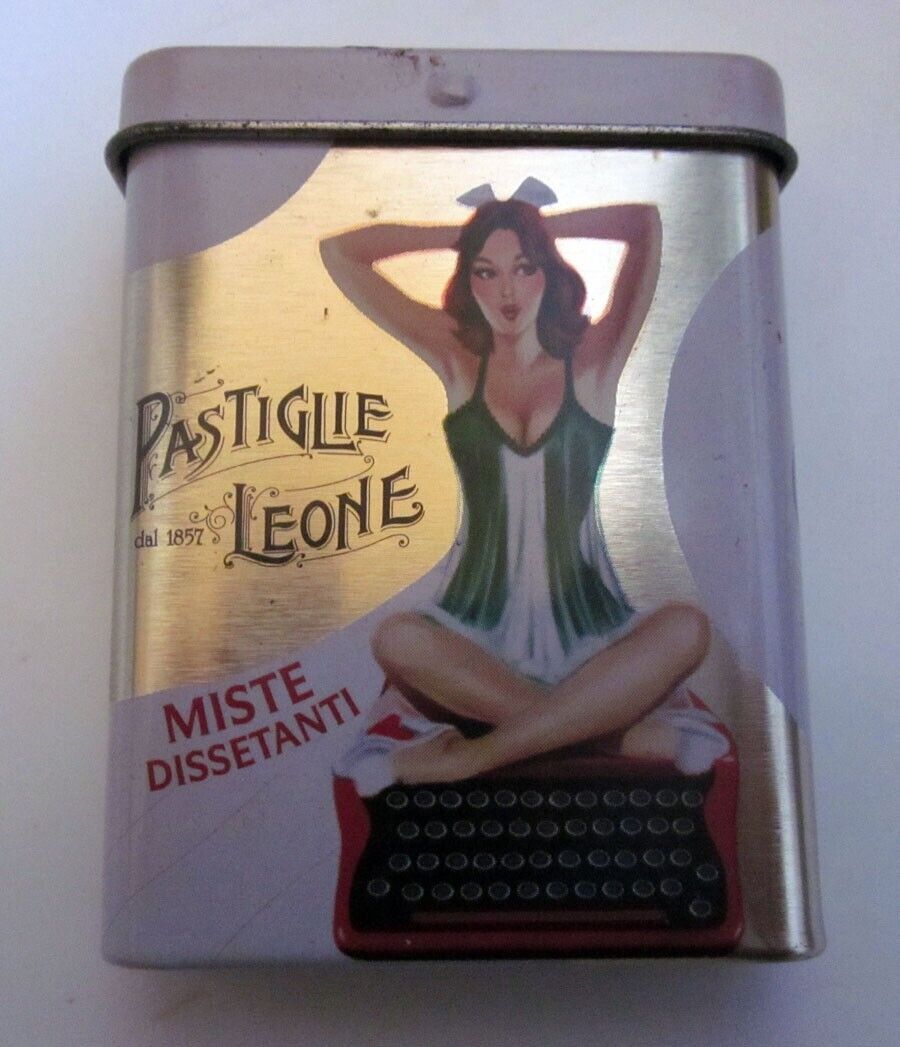 PASTIGLIE
dal 1857 LEONE
MISTE
DISSETANTI